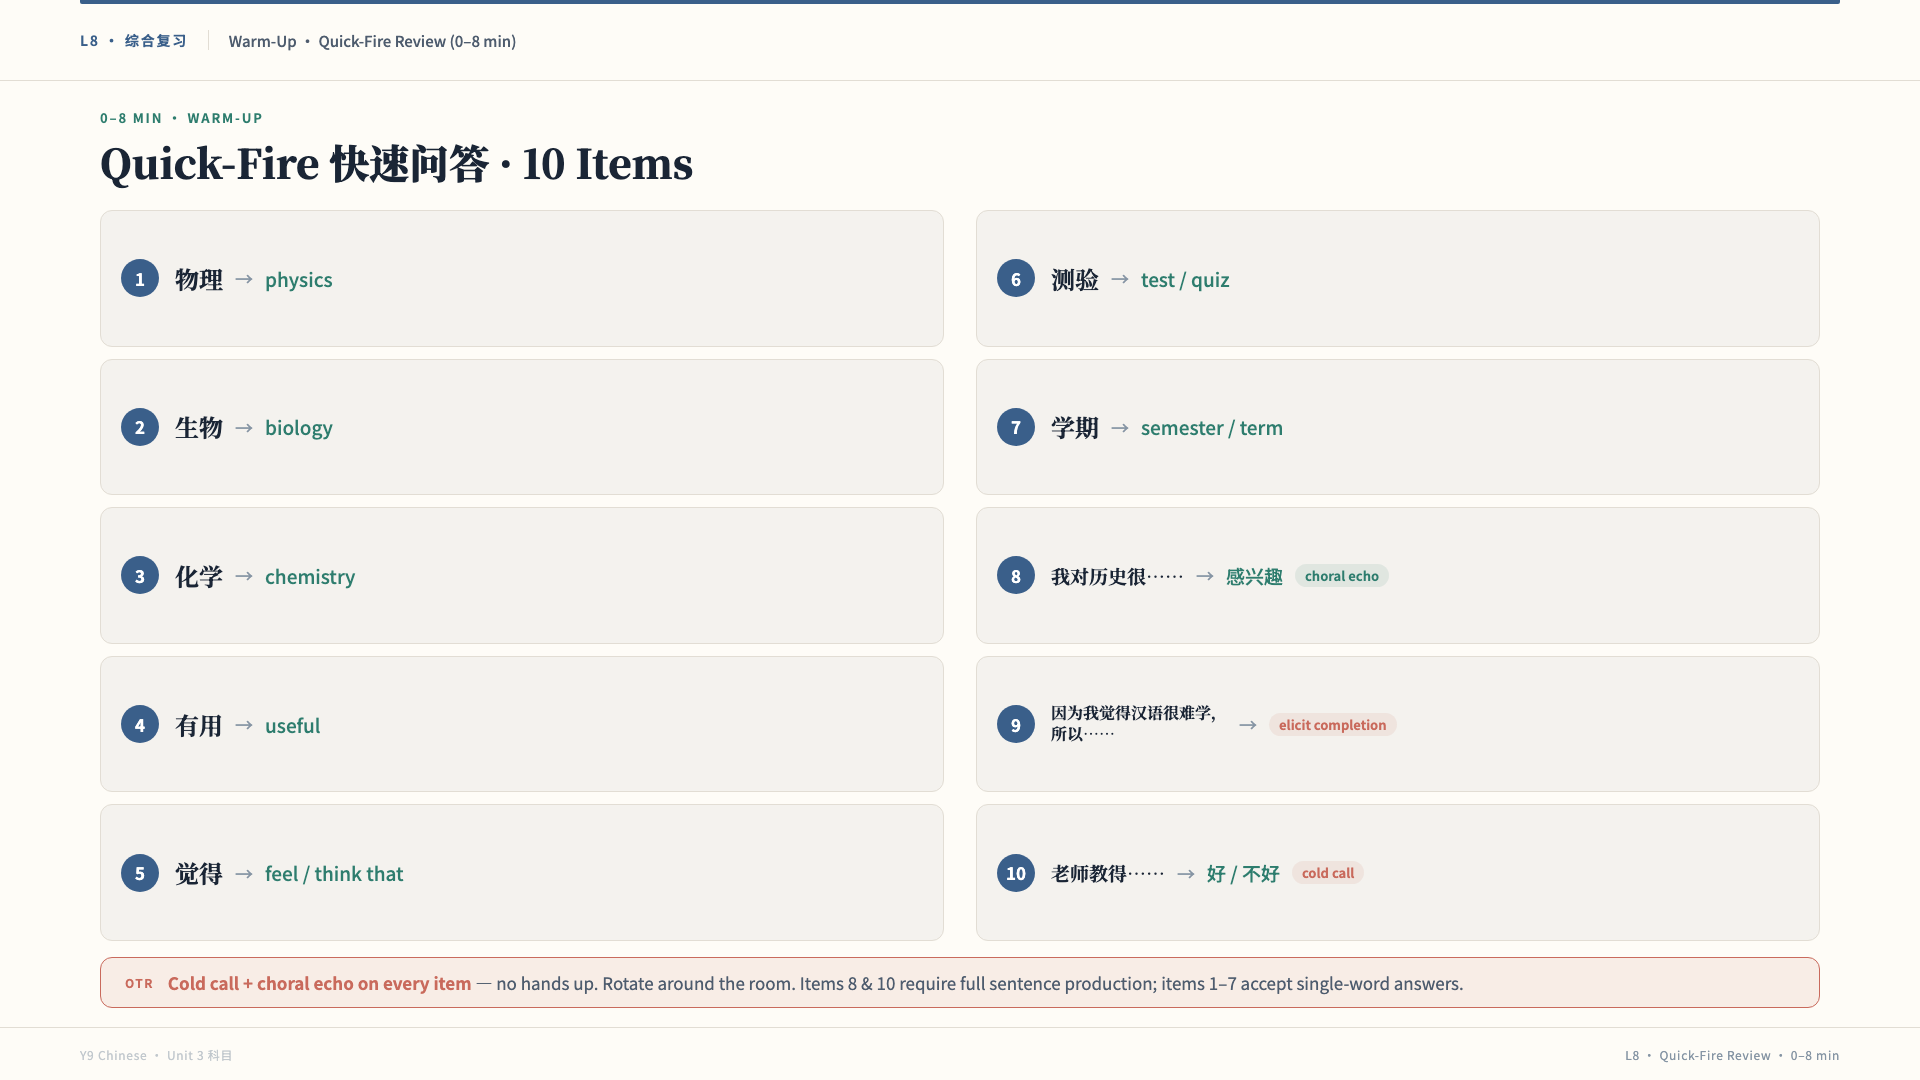 L8 • 综合复习 Warm-Up • Quick-Fire Review (0–8 min)
0–8 MIN • WARM-UP
Quick-Fire 快速问答 · 10 Items
1 物理 → physics
2 生物 → biology
3 化学 → chemistry
4 有用 → useful
5 觉得 → feel / think that
6 测验 → test / quiz
7 学期 → semester / term
8 我对历史很…… → 感兴趣 choral echo
9 因为我觉得汉语很难学,
所以…… → elicit completion
10 老师教得…… → 好 / 不好 cold call
OTR Cold call + choral echo on every item — no hands up. Rotate around the room. Items 8 & 10 require full sentence production; items 1–7 accept single-word answers.
Y9 Chinese • Unit 3 科目
L8 • Quick-Fire Review • 0–8 min